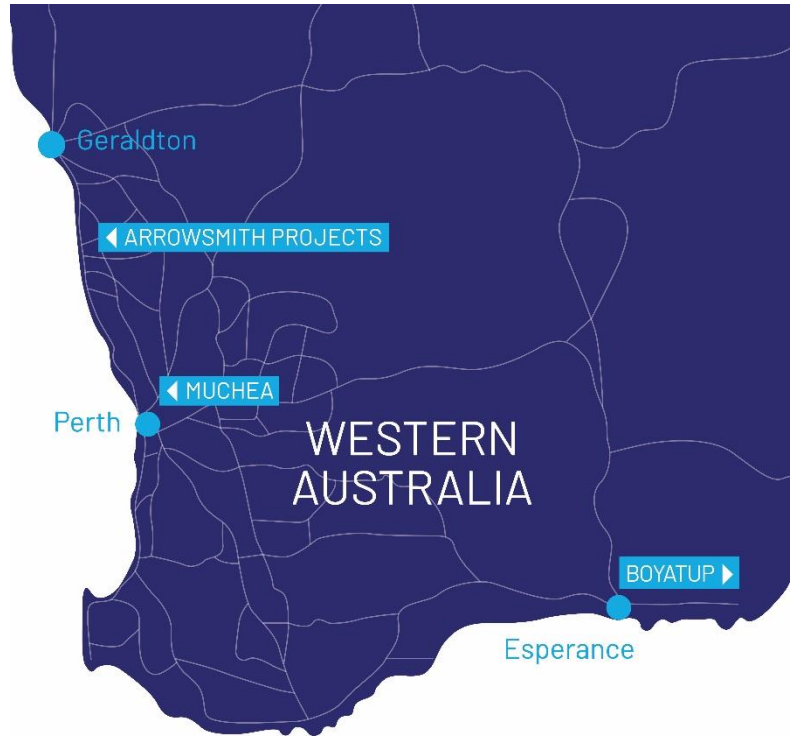 Geraldton
ARROWSMITH PROJECTS
MUCHEA
Perth
WESTERN
AUSTRALIA
BOYATUP
Esperance